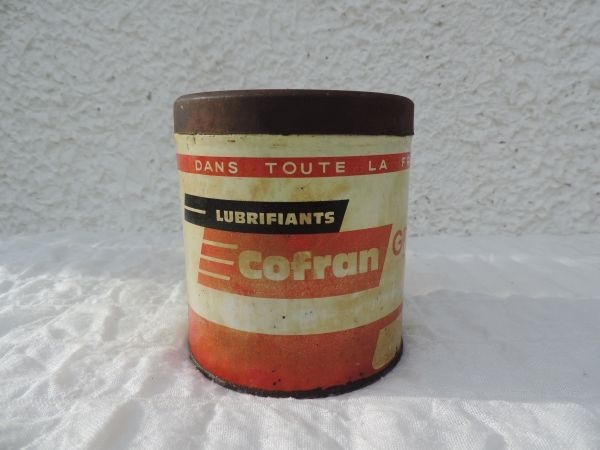 DANS TOUTE LA
LUBRIFIANTS
Cofran